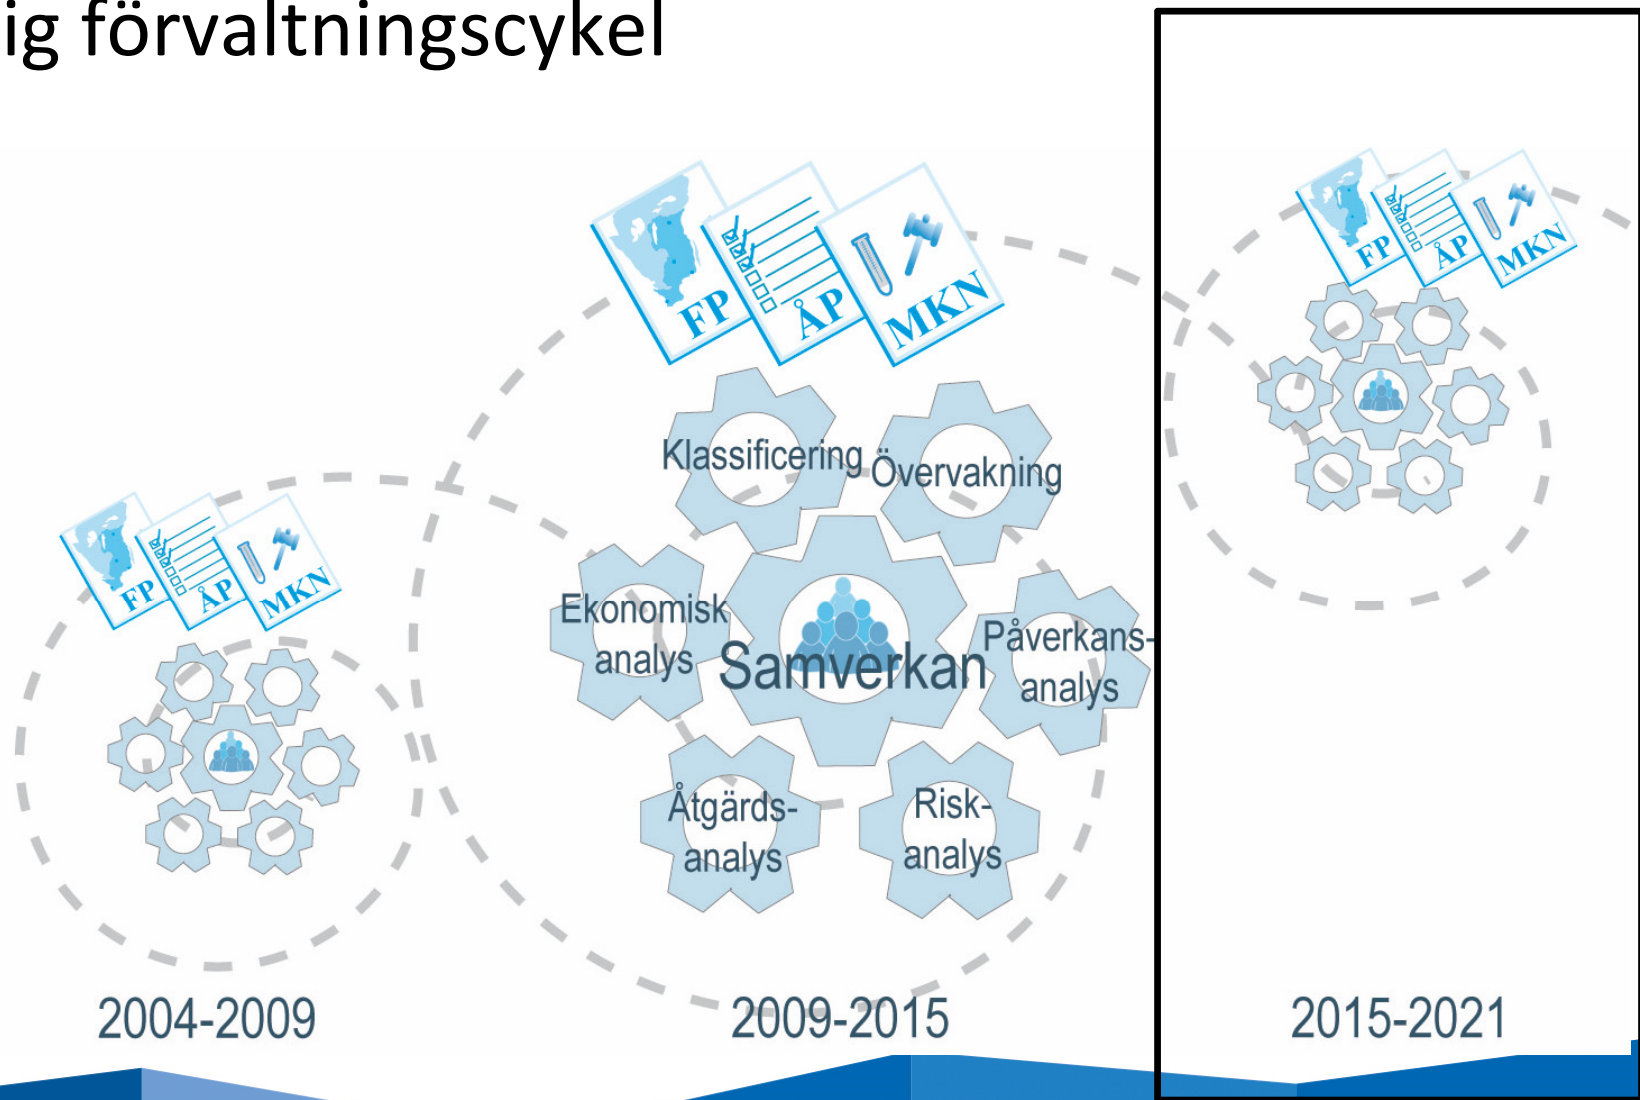 ig förvaltningscykel
FP
ÅP
MKN
FP
ÅP
MKN
FP
ÅP
MKN
Klassificering
Övervakning
Ekonomisk
analys
Samverkan
Påverkans-
analys
Åtgärds-
analys
Risk-
analys
2004-2009
2009-2015
2015-2021